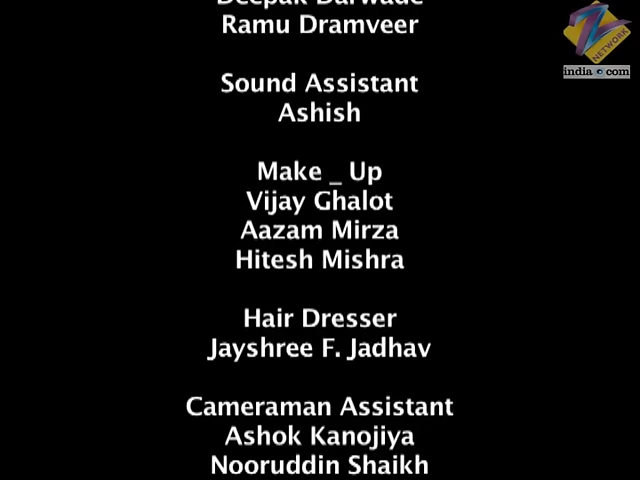 Deepak Darwade
Ramu Dramveer
Sound Assistant
Ashish
Make _ Up
Vijay Ghalot
Aazam Mirza
Hitesh Mishra
Hair Dresser
Jayshree F. Jadhav
Cameraman Assistant
Ashok Kanojiya
Nooruddin Shaikh
Z
NETWORK
india.com